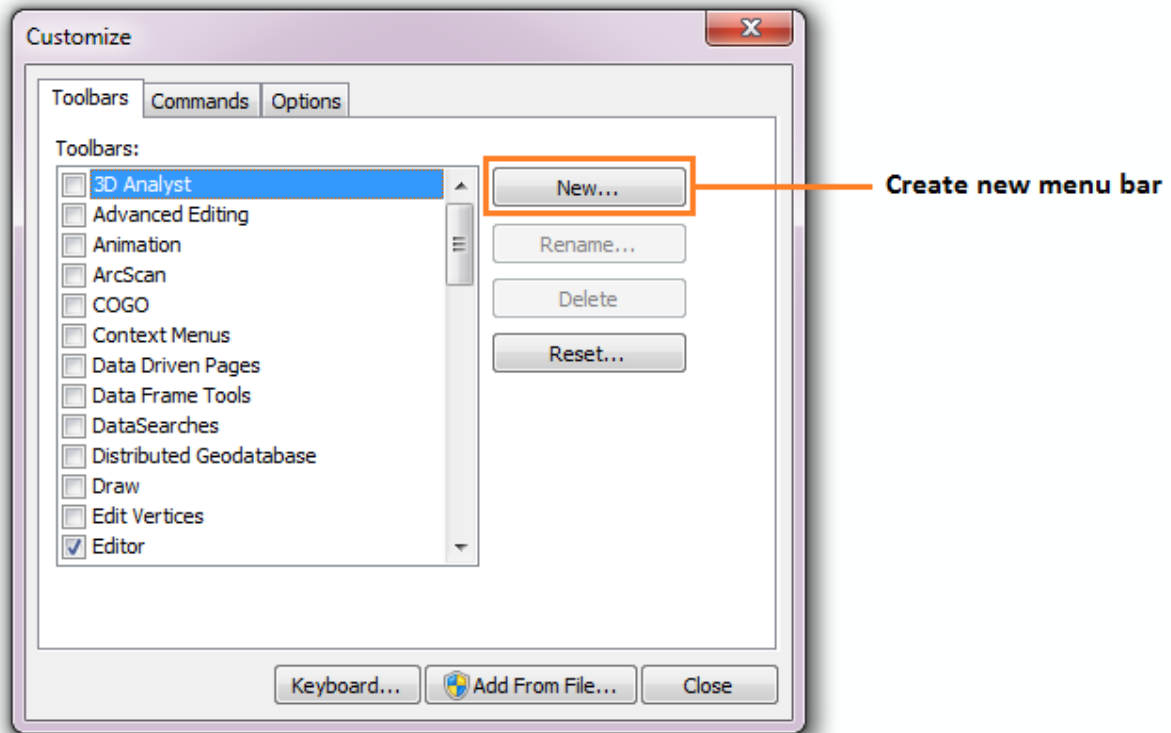 Customize
Toolbars Commands Options
Toolbars:
3D Analyst
Advanced Editing
Animation
ArcScan
COGO
Context Menus
Data Driven Pages
Data Frame Tools
DataSearches
Distributed Geodatabase
Draw
Edit Vertices
Editor
New...
Rename...
Delete
Reset...
Create new menu bar
Keyboard... Add From File... Close